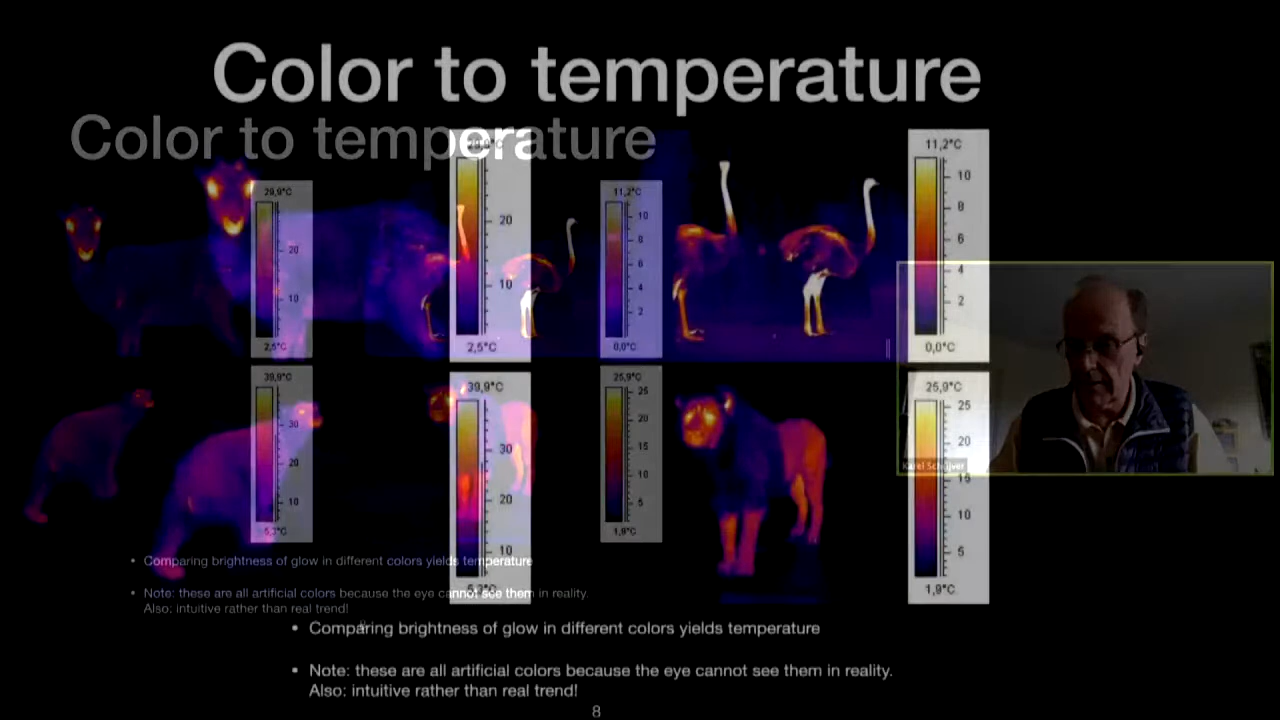 Color to temperature
Color to temperature
11,2°C
10
8
6
4
2
0,0°C
20
10
2,5°C
29,9°C
20
10
2,5°C
11,2°C
10
8
6
4
2
0,0°C
39,9°C
30
20
10
39,9°C
30
20
10
25,9°C
25
20
15
10
5
1,9°C
25,9°C
25
20
15
10
5
1,9°C
Karel Schrijver
• Comparing brightness of glow in different colors yields temperature
• Note: these are all artificial colors because the eye cannot see them in reality.
Also: intuitive rather than real trend!
• Comparing brightness of glow in different colors yields temperature
• Note: these are all artificial colors because the eye cannot see them in reality.
Also: intuitive rather than real trend!
8